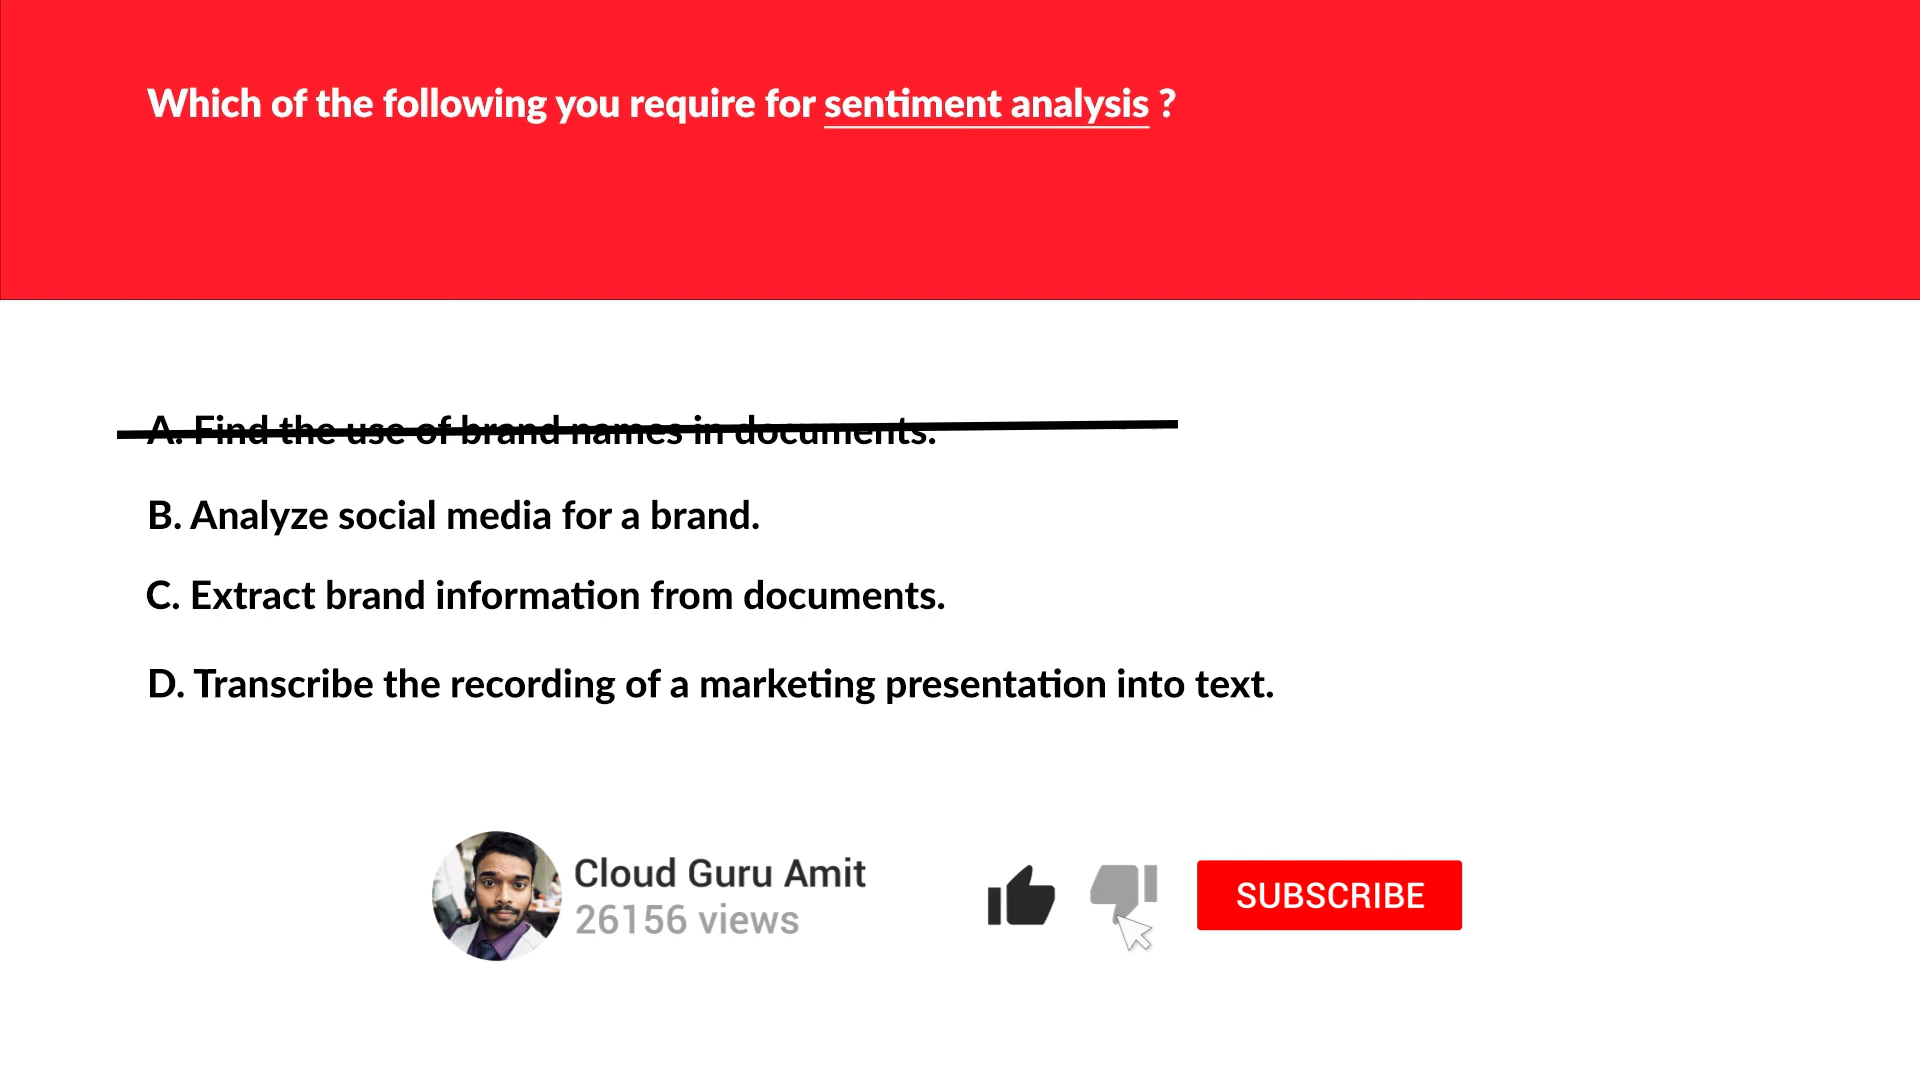 Which of the following you require for sentiment analysis ?
A. Find the use of brand names in documents.
B. Analyze social media for a brand.
C. Extract brand information from documents.
D. Transcribe the recording of a marketing presentation into text.
Cloud Guru Amit
26156 views
SUBSCRIBE